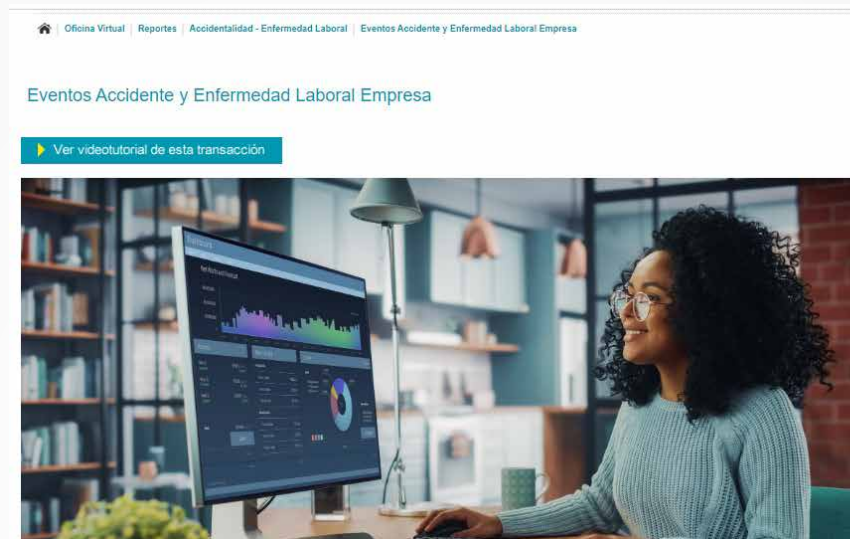 Oficina Virtual | Reportes | Accidentalidad - Enfermedad Laboral | Eventos Accidente y Enfermedad Laboral Empresa
Eventos Accidente y Enfermedad Laboral Empresa
Ver videotutorial de esta transacción